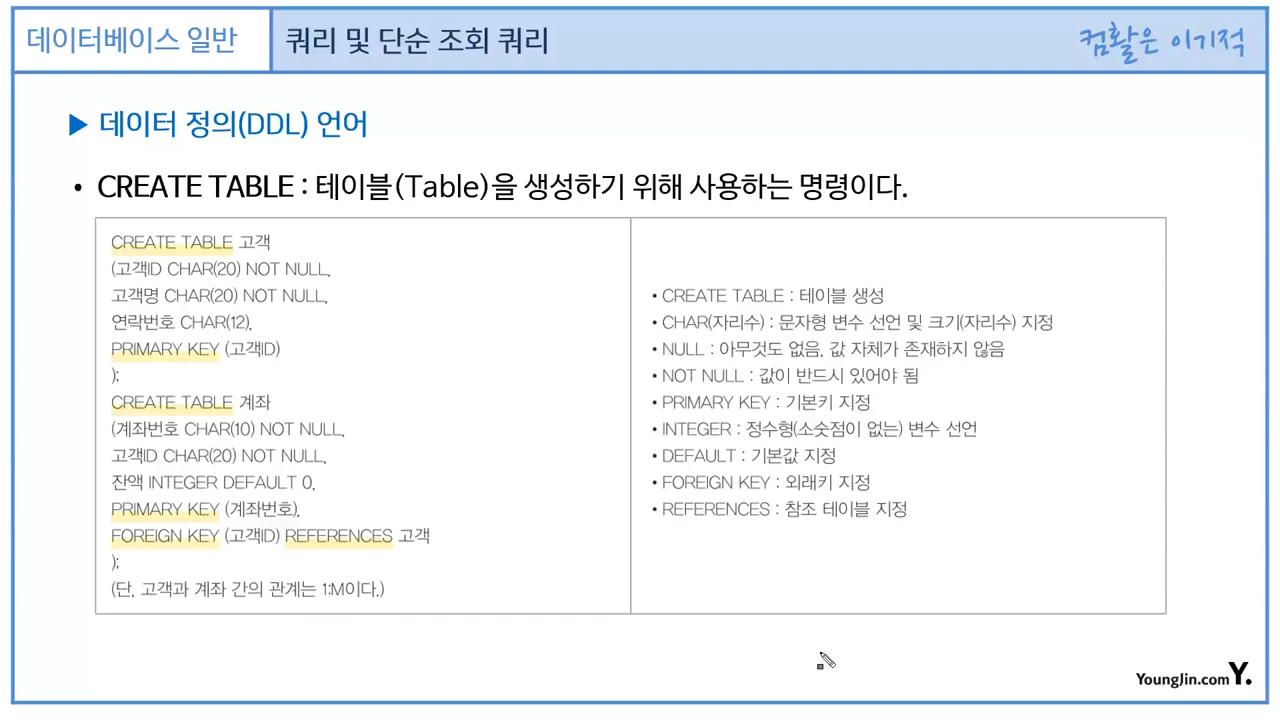 데이터베이스 일반
쿼리 및 단순 조회 쿼리
컴활은 이기적
▶ 데이터 정의(DDL) 언어
• CREATE TABLE : 테이블(Table)을 생성하기 위해 사용하는 명령이다.
CREATE TABLE 고객
(고객ID CHAR(20) NOT NULL,
고객명 CHAR(20) NOT NULL,
연락번호 CHAR(12),
PRIMARY KEY (고객ID)
);
CREATE TABLE 계좌
(계좌번호 CHAR(10) NOT NULL,
고객ID CHAR(20) NOT NULL,
잔액 INTEGER DEFAULT 0,
PRIMARY KEY (계좌번호),
FOREIGN KEY (고객ID) REFERENCES 고객
);
(단, 고객과 계좌 간의 관계는 1:M이다.)
• CREATE TABLE : 테이블 생성
• CHAR(자리수) : 문자형 변수 선언 및 크기(자리수) 지정
• NULL : 아무것도 없음, 값 자체가 존재하지 않음
• NOT NULL : 값이 반드시 있어야 됨
• PRIMARY KEY : 기본키 지정
• INTEGER : 정수형(소숫점이 없는) 변수 선언
• DEFAULT : 기본값 지정
• FOREIGN KEY : 외래키 지정
• REFERENCES : 참조 테이블 지정
YoungJin.com Y.